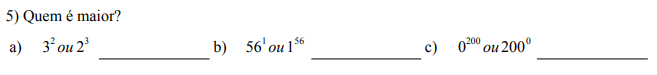 5) Quem é maior?
a) 3² ou 2³ ____________ b) 56¹ ou 1⁵⁶ ____________ c) 0²⁰⁰ ou 200⁰ ____________